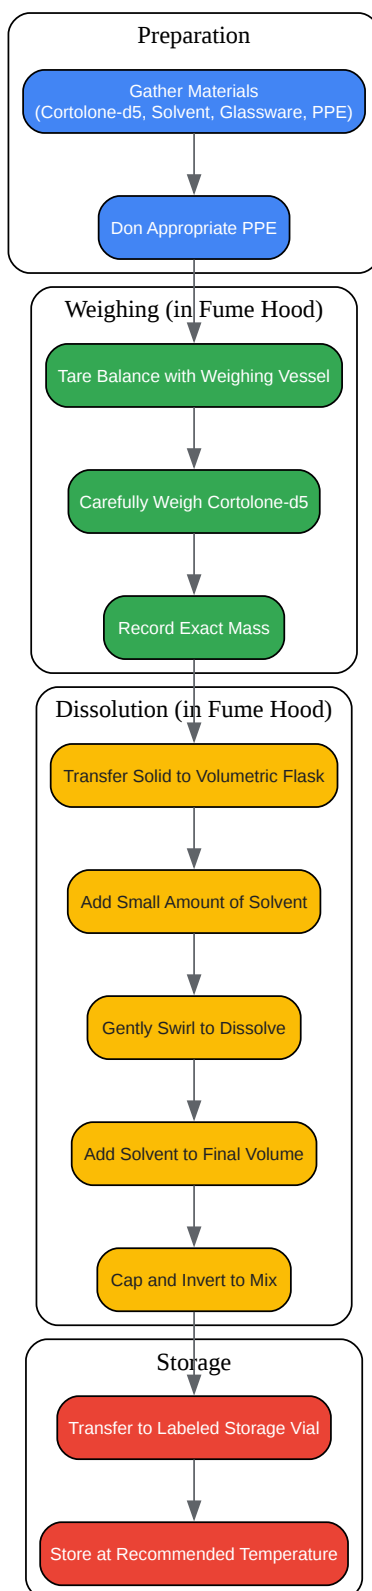 Preparation
Gather Materials
(Cortolone-d5, Solvent, Glassware, PPE)
Don Appropriate PPE
Weighing (in Fume Hood)
Tare Balance with Weighing Vessel
Carefully Weigh Cortolone-d5
Record Exact Mass
Dissolution (in Fume Hood)
Transfer Solid to Volumetric Flask
Add Small Amount of Solvent
Gently Swirl to Dissolve
Add Solvent to Final Volume
Cap and Invert to Mix
Storage
Transfer to Labeled Storage Vial
Store at Recommended Temperature